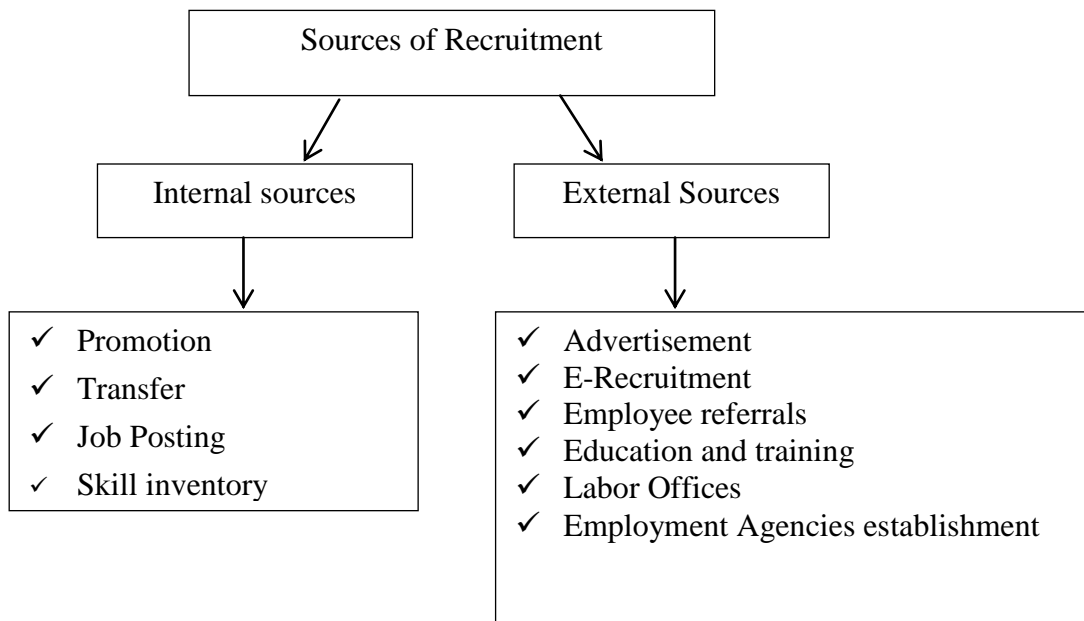 Sources of Recruitment
Internal sources
External Sources
✓ Promotion
✓ Transfer
✓ Job Posting
✓ Skill inventory
✓ Advertisement
✓ E-Recruitment
✓ Employee referrals
✓ Education and training
✓ Labor Offices
✓ Employment Agencies establishment